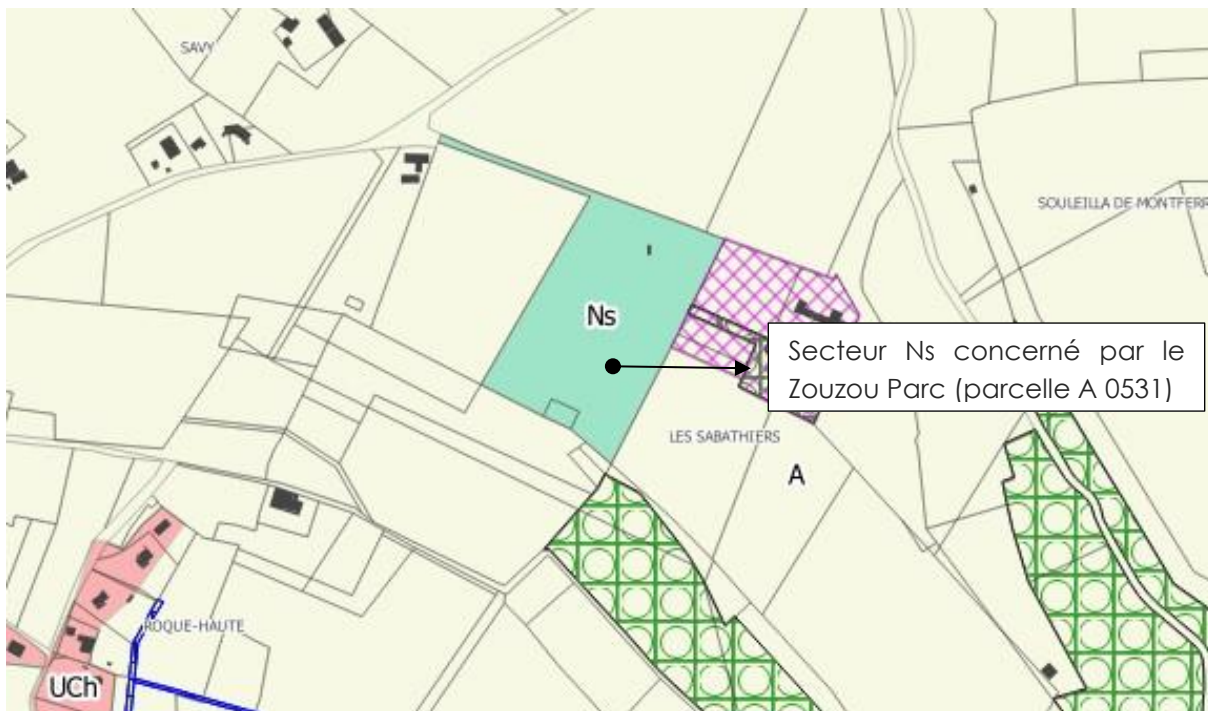 SAVY
SOULEILLA DE MONTFERR
Ns
Secteur Ns concerné par le
Zouzou Parc (parcelle A 0531)
LES SABATHIERS
A
ROQUE-HAUTE
UCh